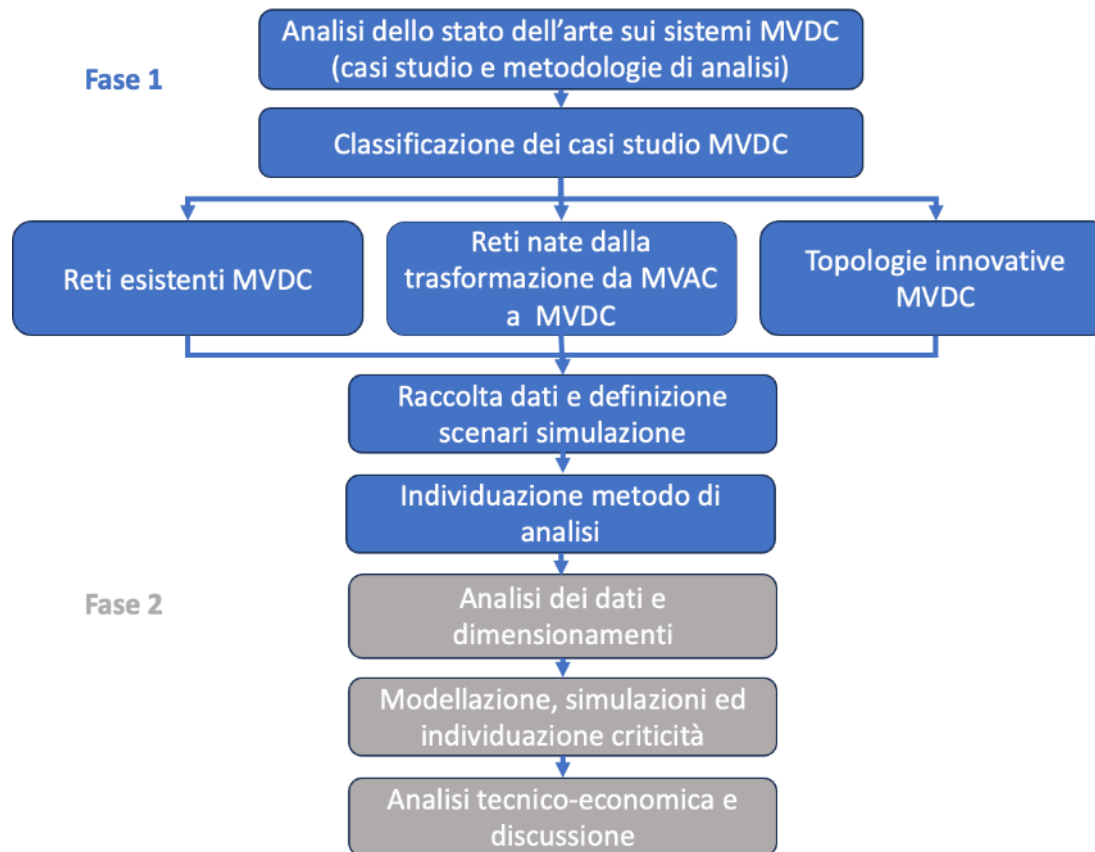 Analisi dello stato dell’arte sui sistemi MVDC
(casi studio e metodologie di analisi)
Fase 1
Classificazione dei casi studio MVDC
Reti esistenti MVDC
Reti nate dalla
trasformazione da MVAC
a MVDC
Topologie innovative
MVDC
Raccolta dati e definizione
scenari simulazione
Individuazione metodo di
analisi
Fase 2
Analisi dei dati e
dimensionamenti
Modellazione, simulazioni ed
individuazione criticità
Analisi tecnico-economica e
discussione